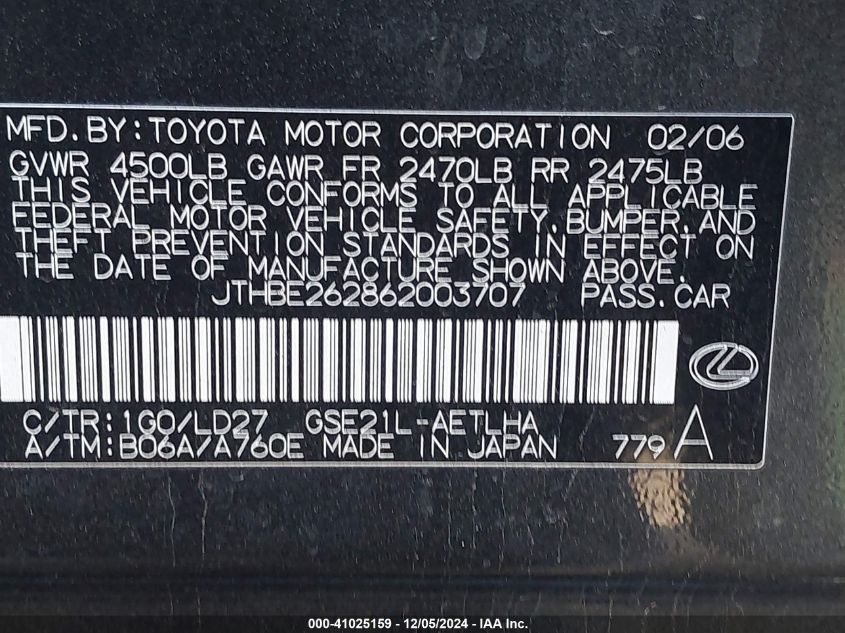 MFD.BY:TOYOTA MOTOR CORPORATION 02/06
GVWR 4500LB GAWR FR 2470LB RR 2475LB
THIS VEHICLE CONFORMS TO ALL APPLICABLE
FEDERAL MOTOR VEHICLE SAFETY,BUMPER,AND
THEFT PREVENTION STANDARDS IN EFFECT ON
THE DATE OF MANUFACTURE SHOWN ABOVE.
JTHBE262862003707 PASS.CAR
C/TR:1G0/LD27 GSE21L-AETLHA
A/TM:B06A/A760E MADE IN JAPAN 779 A
000-41025159 - 12/05/2024 - IAA Inc.